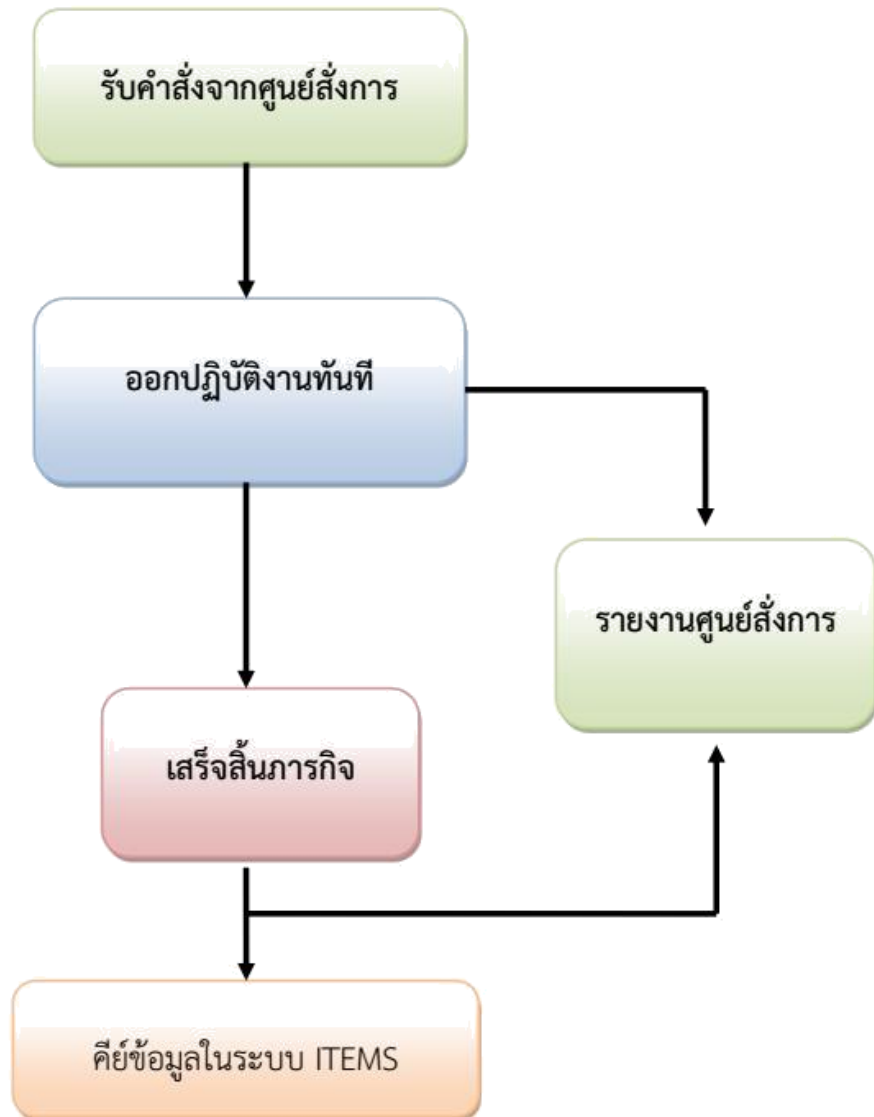 รับคำสั่งจากศูนย์สั่งการ
ออกปฏิบัติงานทันที
รายงานศูนย์สั่งการ
เสร็จสิ้นภารกิจ
คีย์ข้อมูลในระบบ ITEMS